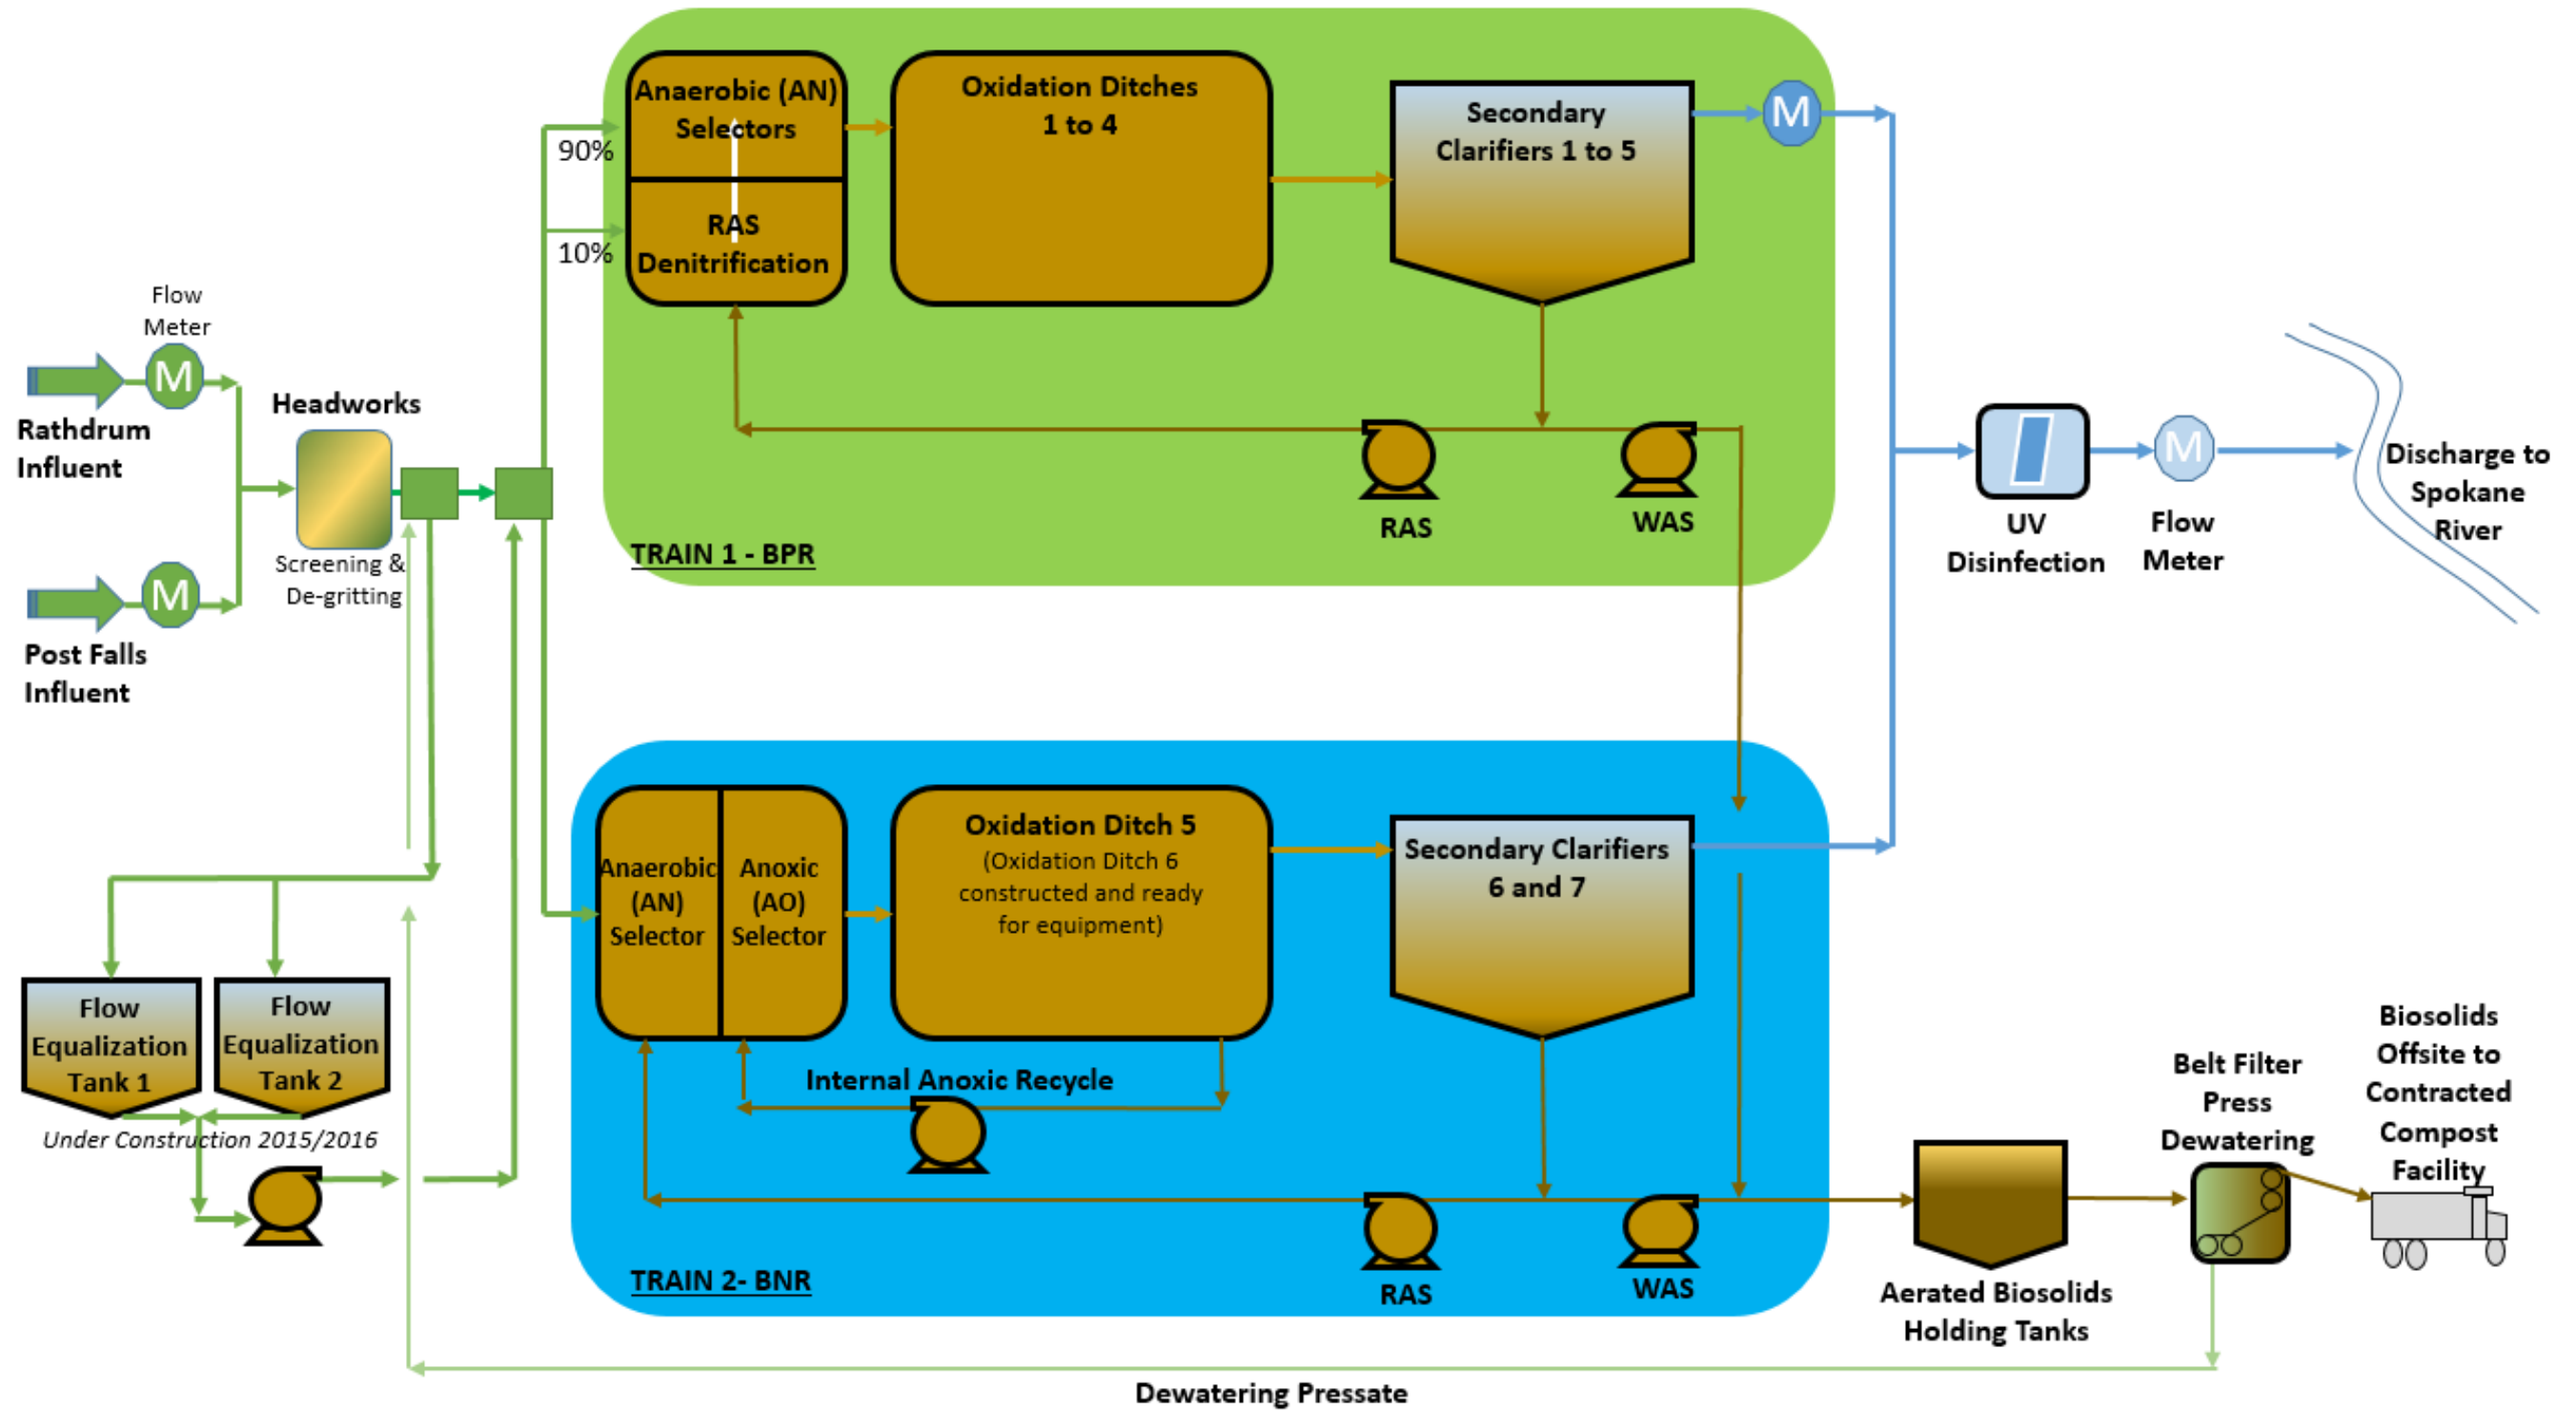 Anaerobic (AN)
Selectors
RAS
Denitrification
90%
10%
Oxidation Ditches
1 to 4
Secondary
Clarifiers 1 to 5
M
RAS
WAS
TRAIN 1 - BPR
Flow
Meter
M
Rathdrum
Influent
M
Post Falls
Influent
Headworks
Screening &
De-gritting
UV
Disinfection
M
Flow
Meter
Discharge to
Spokane
River
Anaerobic
(AN)
Selector
Anoxic
(AO)
Selector
Oxidation Ditch 5
(Oxidation Ditch 6
constructed and ready
for equipment)
Secondary Clarifiers
6 and 7
Internal Anoxic Recycle
RAS
WAS
TRAIN 2- BNR
Flow
Equalization
Tank 1
Flow
Equalization
Tank 2
Under Construction 2015/2016
Aerated Biosolids
Holding Tanks
Belt Filter
Press
Dewatering
Biosolids
Offsite to
Contracted
Compost
Facility
Dewatering Pressate